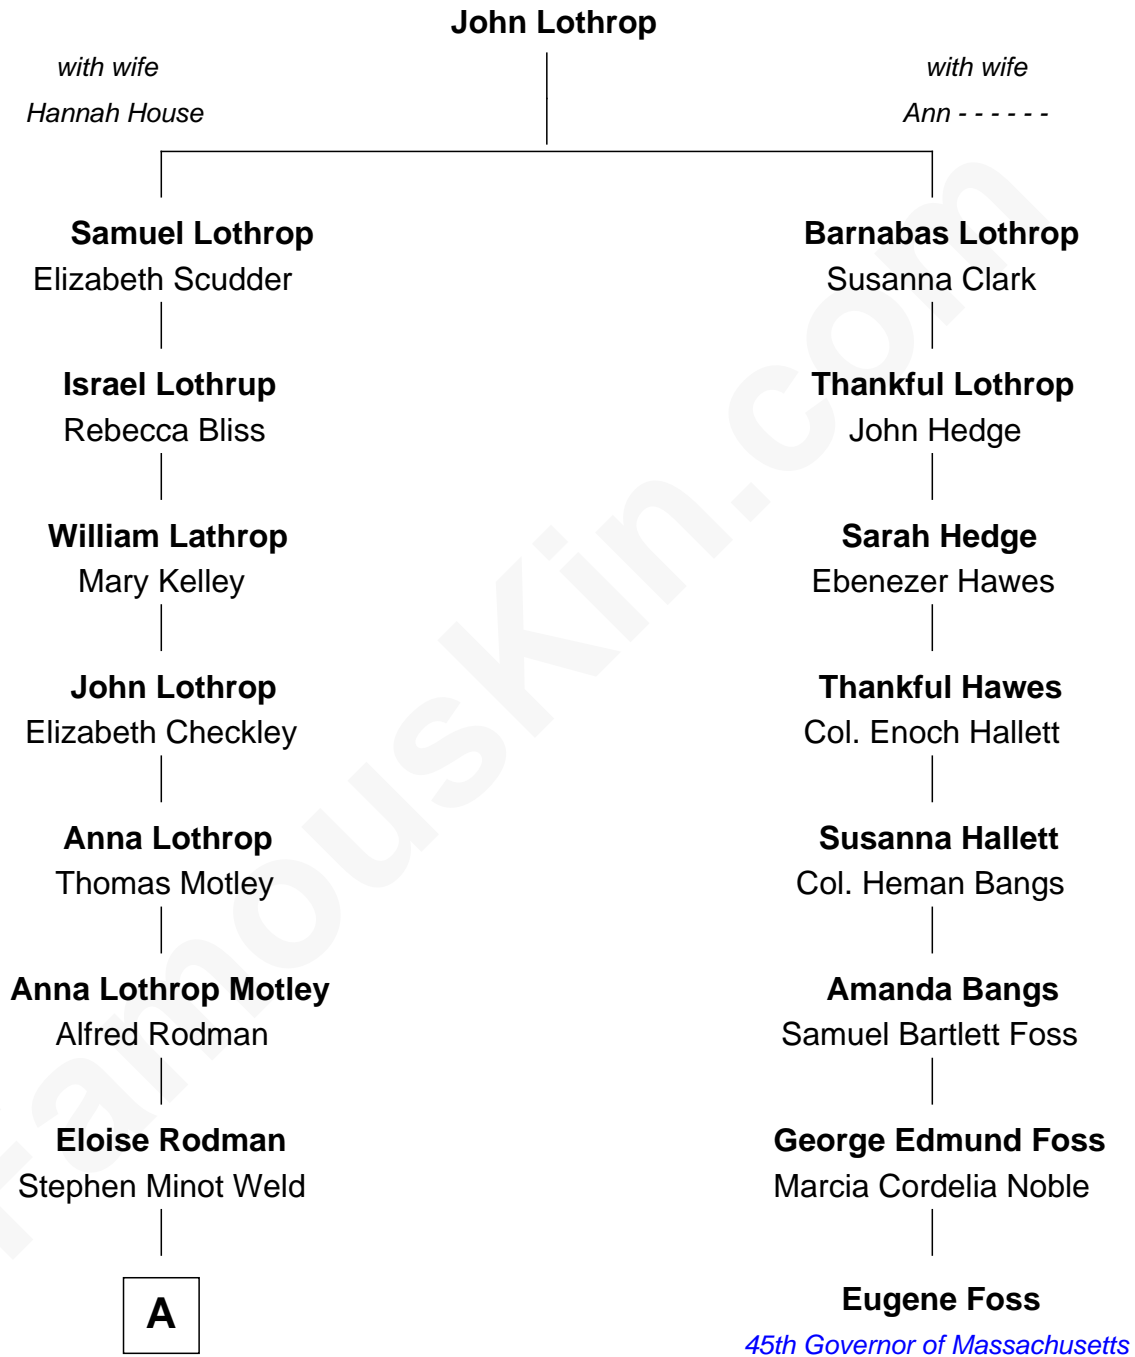 John Lothrop
with wife
Hannah House
with wife
Ann - - - - - -
Samuel Lothrop
Elizabeth Scudder
Barnabas Lothrop
Susanna Clark
Israel Lothrup
Rebecca Bliss
Thankful Lothrop
John Hedge
William Lathrop
Mary Kelley
Sarah Hedge
Ebenezer Hawes
John Lothrop
Elizabeth Checkley
Thankful Hawes
Col. Enoch Hallett
Anna Lothrop
Thomas Motley
Susanna Hallett
Col. Heman Bangs
Anna Lothrop Motley
Alfred Rodman
Amanda Bangs
Samuel Bartlett Foss
Eloise Rodman
Stephen Minot Weld
George Edmund Foss
Marcia Cordelia Noble
A
Eugene Foss
45th Governor of Massachusetts
FamousKin.com